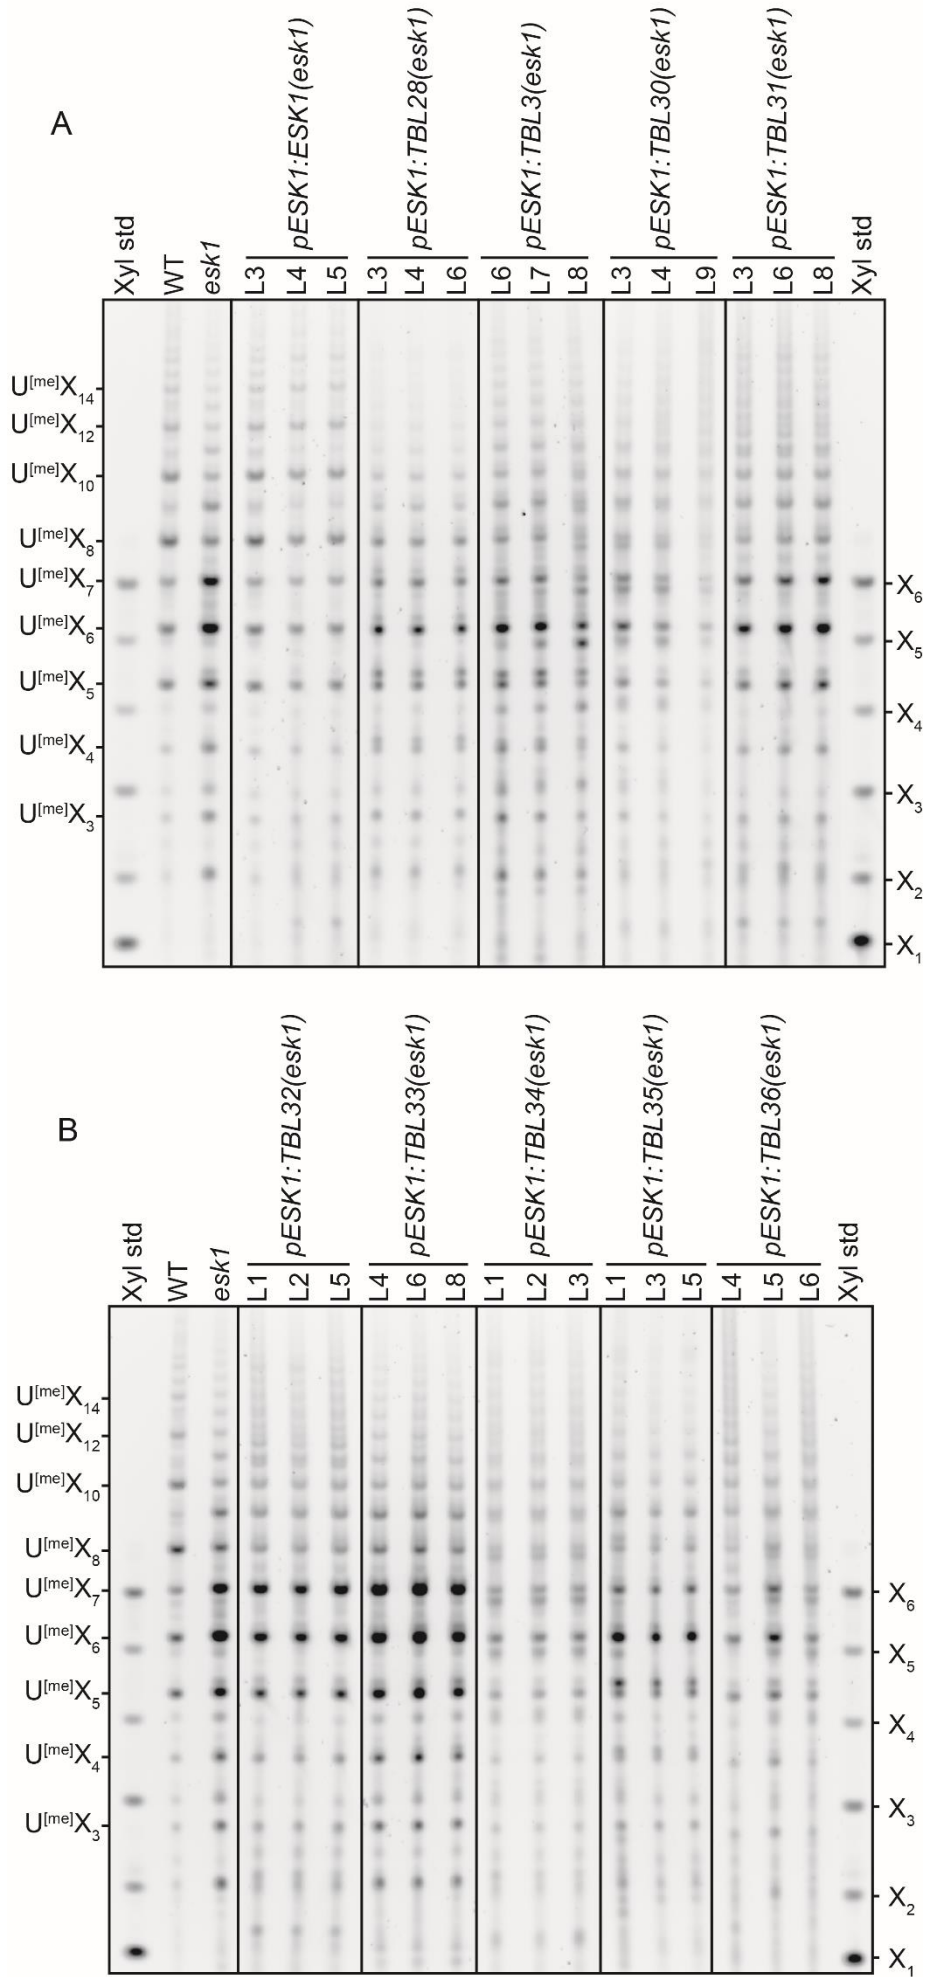 A
pESK1:ESK1(esk1)
pESK1:TBL28(esk1)
pESK1:TBL3(esk1)
pESK1:TBL30(esk1)
pESK1:TBL31(esk1)
Xyl std WT esk1 L3 L4 L5 L3 L4 L6 L6 L7 L8 L3 L4 L9 L3 L6 L8 Xyl std
U[me]X14
U[me]X12
U[me]X10
U[me]X8
U[me]X7 X6
U[me]X6 X5
U[me]X5 X4
U[me]X4
X3
U[me]X3
X2
X1
B
pESK1:TBL32(esk1)
pESK1:TBL33(esk1)
pESK1:TBL34(esk1)
pESK1:TBL35(esk1)
pESK1:TBL36(esk1)
Xyl std WT esk1 L1 L2 L5 L4 L6 L8 L1 L2 L3 L1 L3 L5 L4 L5 L6 Xyl std
U[me]X14
U[me]X12
U[me]X10
U[me]X8
U[me]X7 X6
U[me]X6 X5
U[me]X5 X4
U[me]X4
X3
U[me]X3
X2
X1